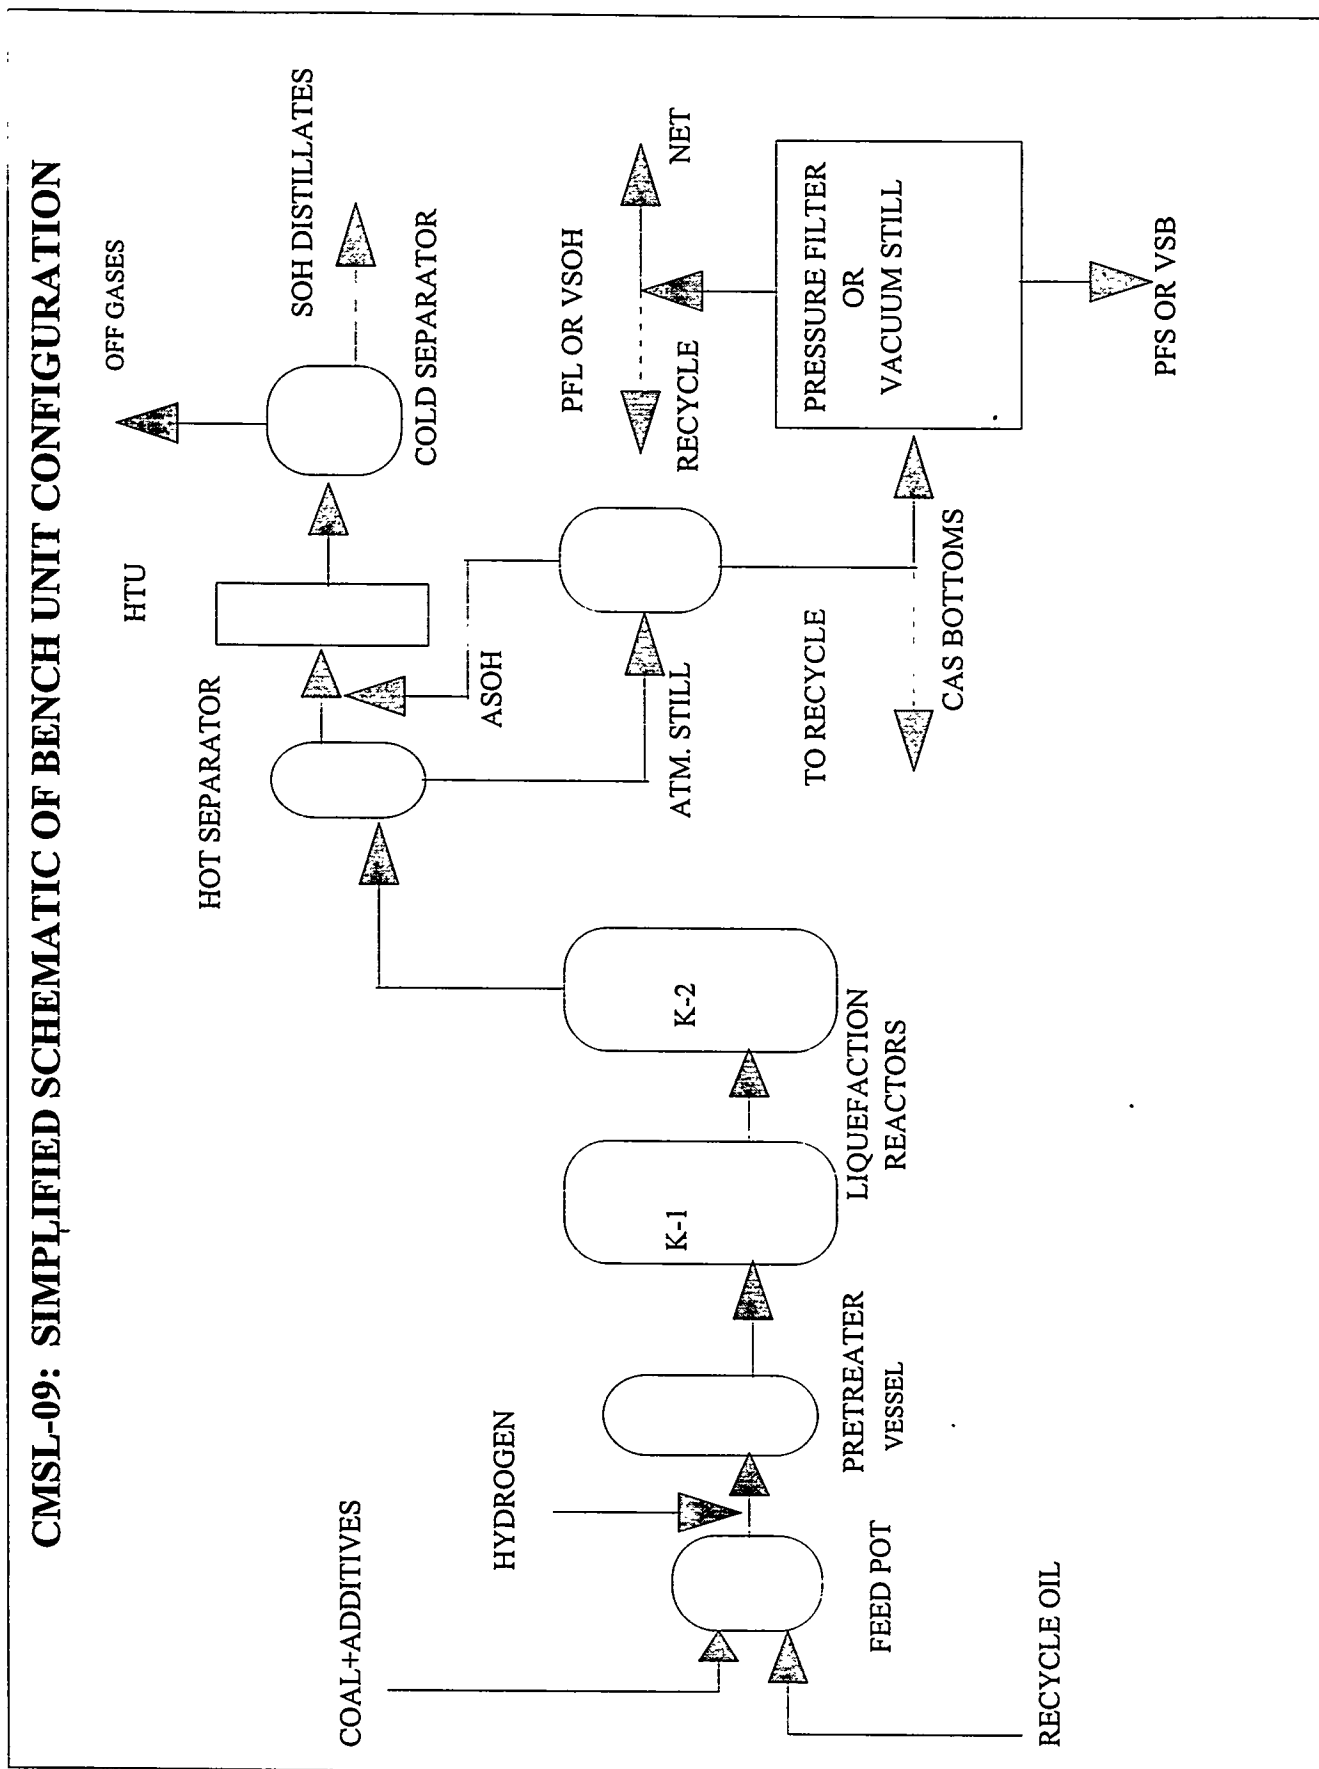 CMSL-09: SIMPLIFIED SCHEMATIC OF BENCH UNIT CONFIGURATION
OFF GASES
HTU
SOH DISTILLATES
HOT SEPARATOR
COLD SEPARATOR
COAL+ADDITIVES
HYDROGEN
ASOH
PFL OR VSOH
NET
K-1
K-2
ATM. STILL
RECYCLE
PRESSURE FILTER
OR
VACUUM STILL
TO RECYCLE
CAS BOTTOMS
FEED POT
PRETREATER
VESSEL
LIQUEFACTION
REACTORS
RECYCLE OIL
PFS OR VSB